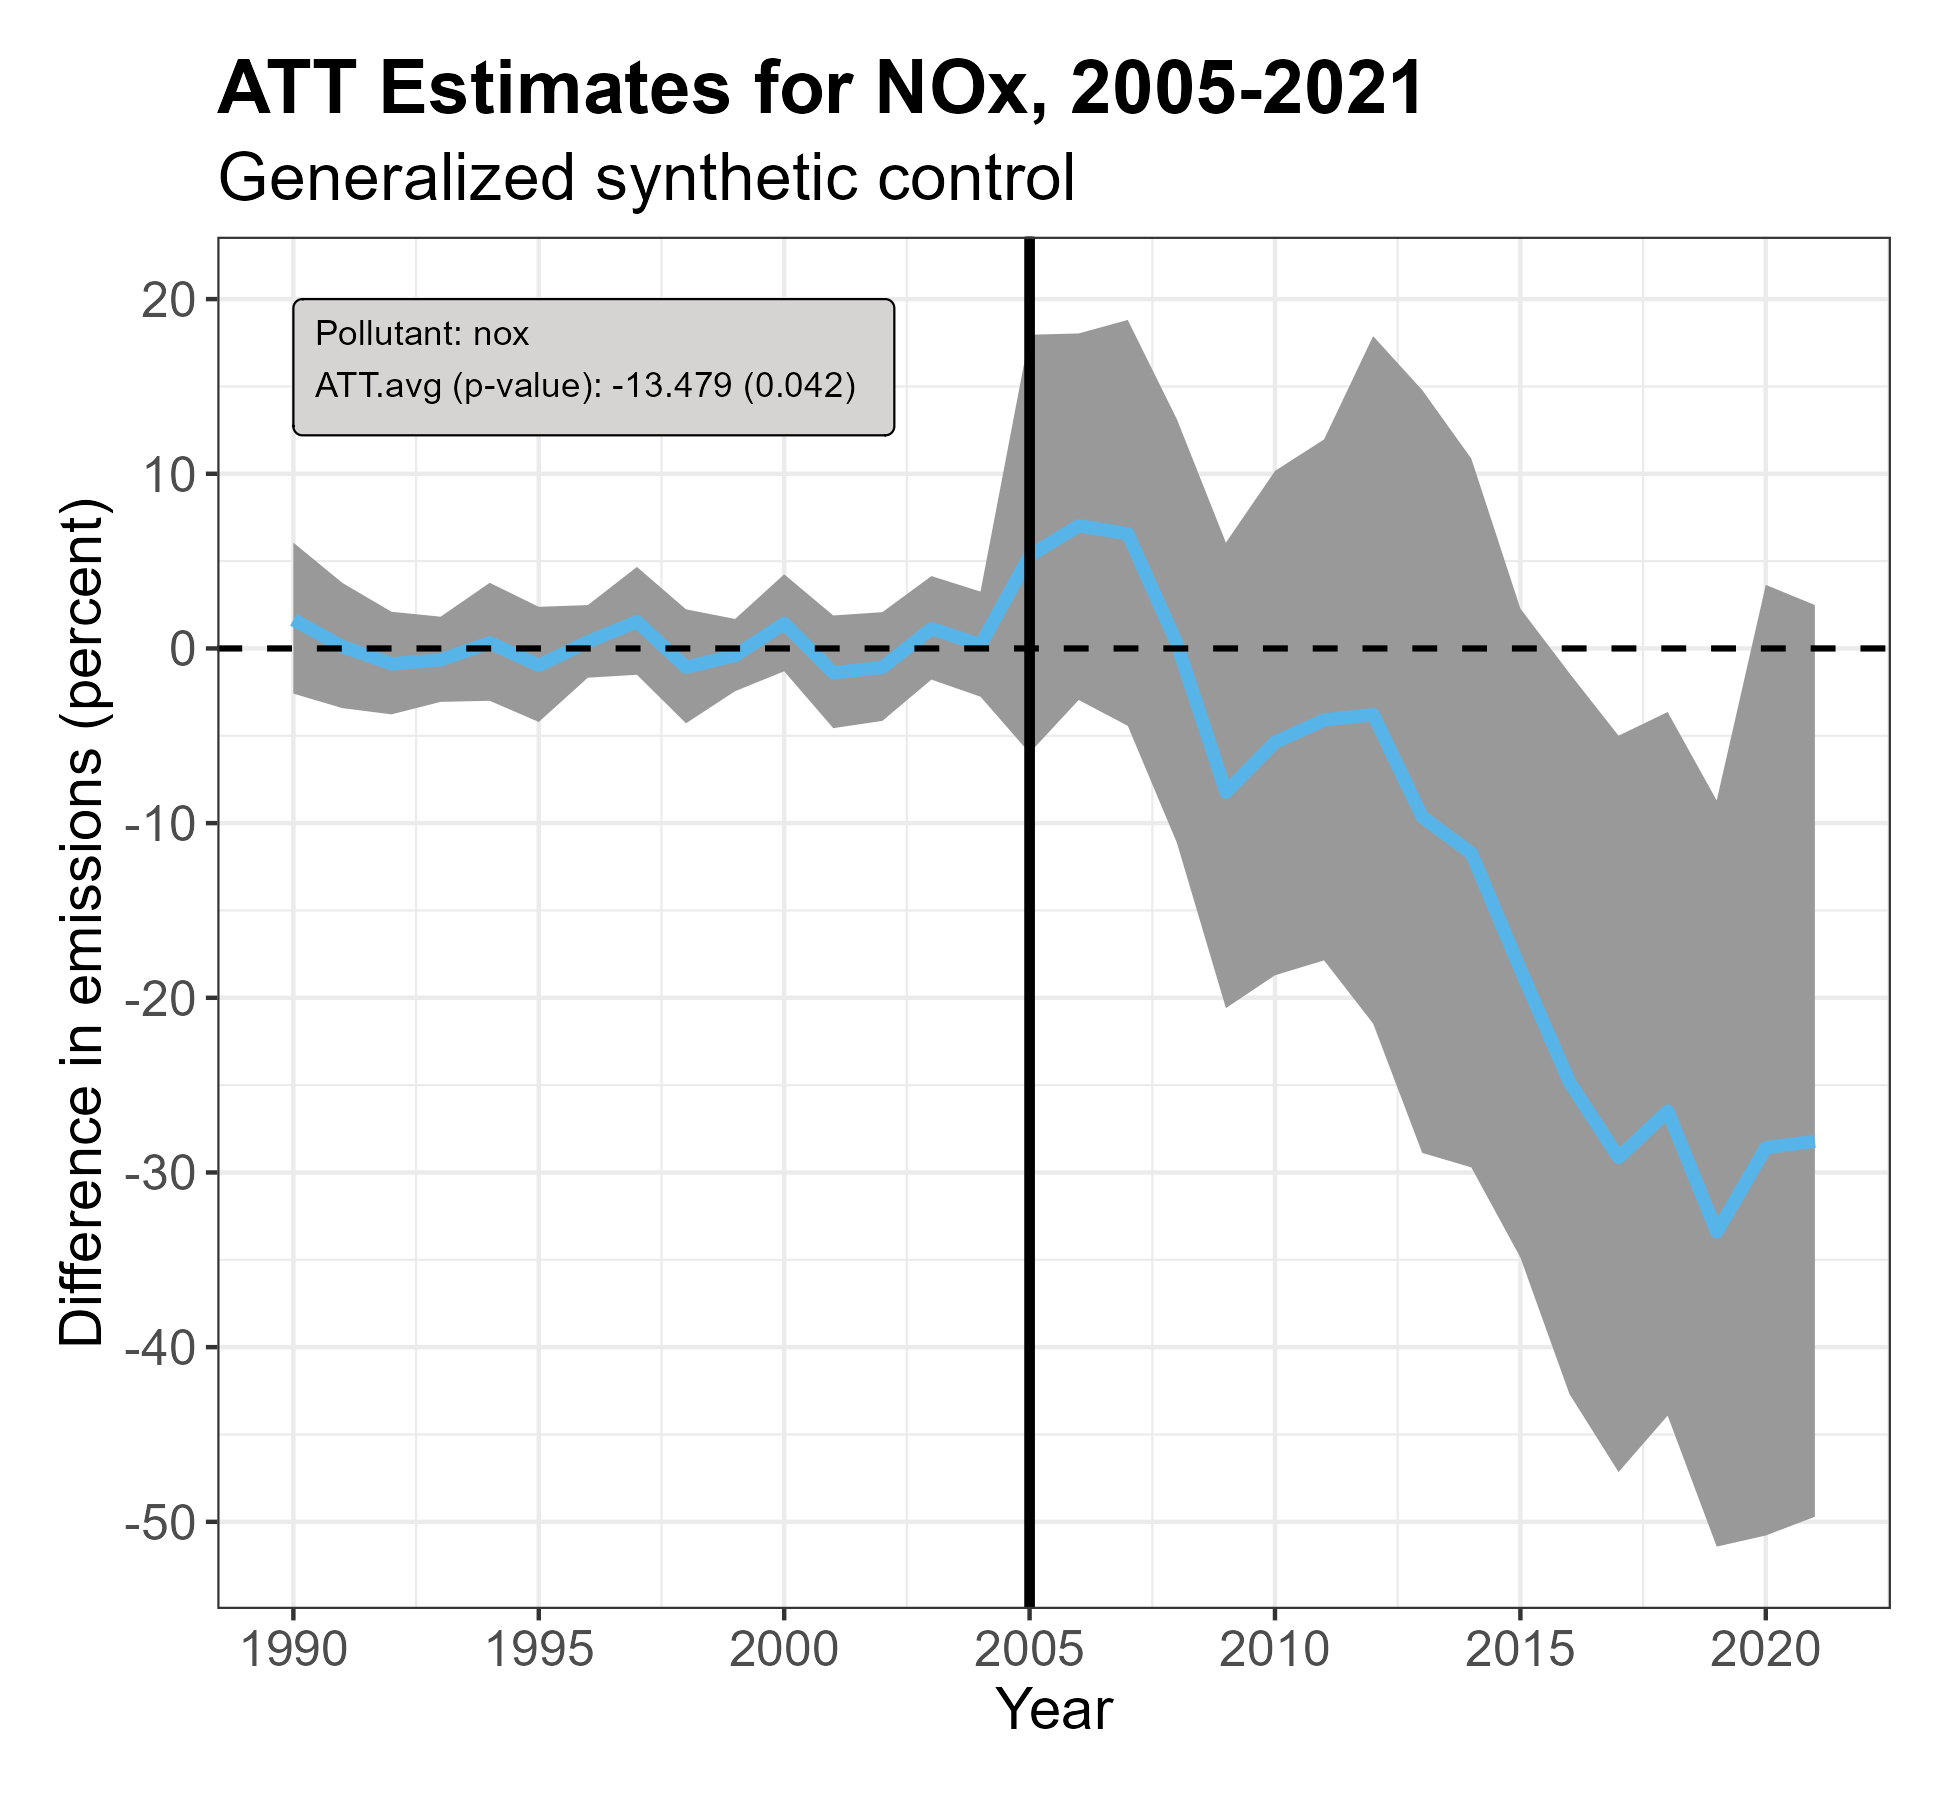 ATT Estimates for NOx, 2005-2021
Generalized synthetic control
Difference in emissions (percent)
20
10
0
-10
-20
-30
-40
-50
Pollutant: nox
ATT.avg (p-value): -13.479 (0.042)
1990 1995 2000 2005 2010 2015 2020
Year